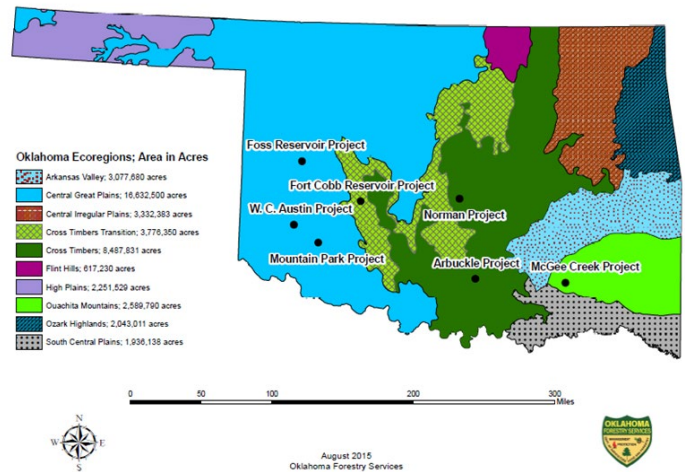 Foss Reservoir Project
Oklahoma Ecoregions; Area in Acres
Arkansas Valley; 3,077,680 acres
Central Great Plains; 16,632,500 acres
Central Irregular Plains; 3,332,383 acres
Cross Timbers Transition; 3,776,350 acres
Cross Timbers; 8,487,831 acres
Flint Hills; 617,230 acres
High Plains; 2,251,529 acres
Ouachita Mountains; 2,589,790 acres
Ozark Highlands; 2,043,011 acres
South Central Plains; 1,936,138 acres
Fort Cobb Reservoir Project
W. C. Austin Project
Norman Project
Mountain Park Project
Arbuckle Project
McGee Creek Project
0 50 100 200 300
Miles
N
W E
S
August 2015
Oklahoma Forestry Services
OKLAHOMA
FORESTRY SERVICES